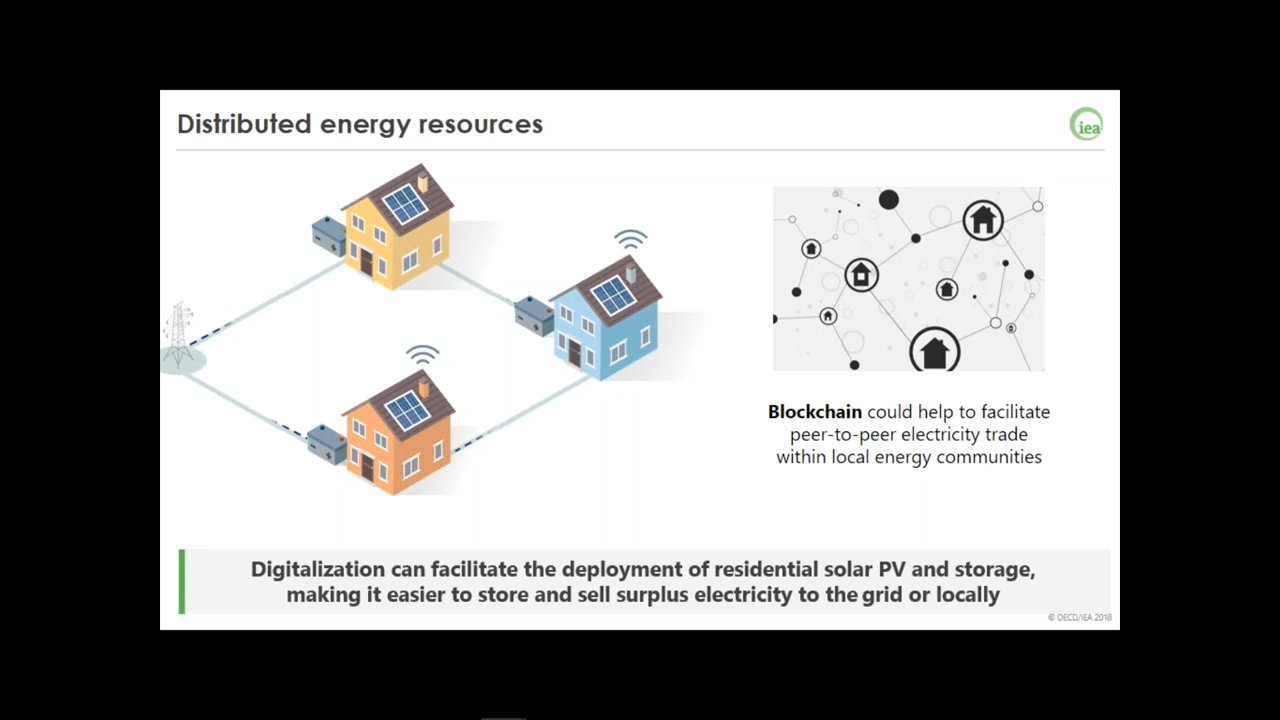 Distributed energy resources
iea
Blockchain could help to facilitate
peer-to-peer electricity trade
within local energy communities
Digitalization can facilitate the deployment of residential solar PV and storage,
making it easier to store and sell surplus electricity to the grid or locally
© OECD/IEA 2018